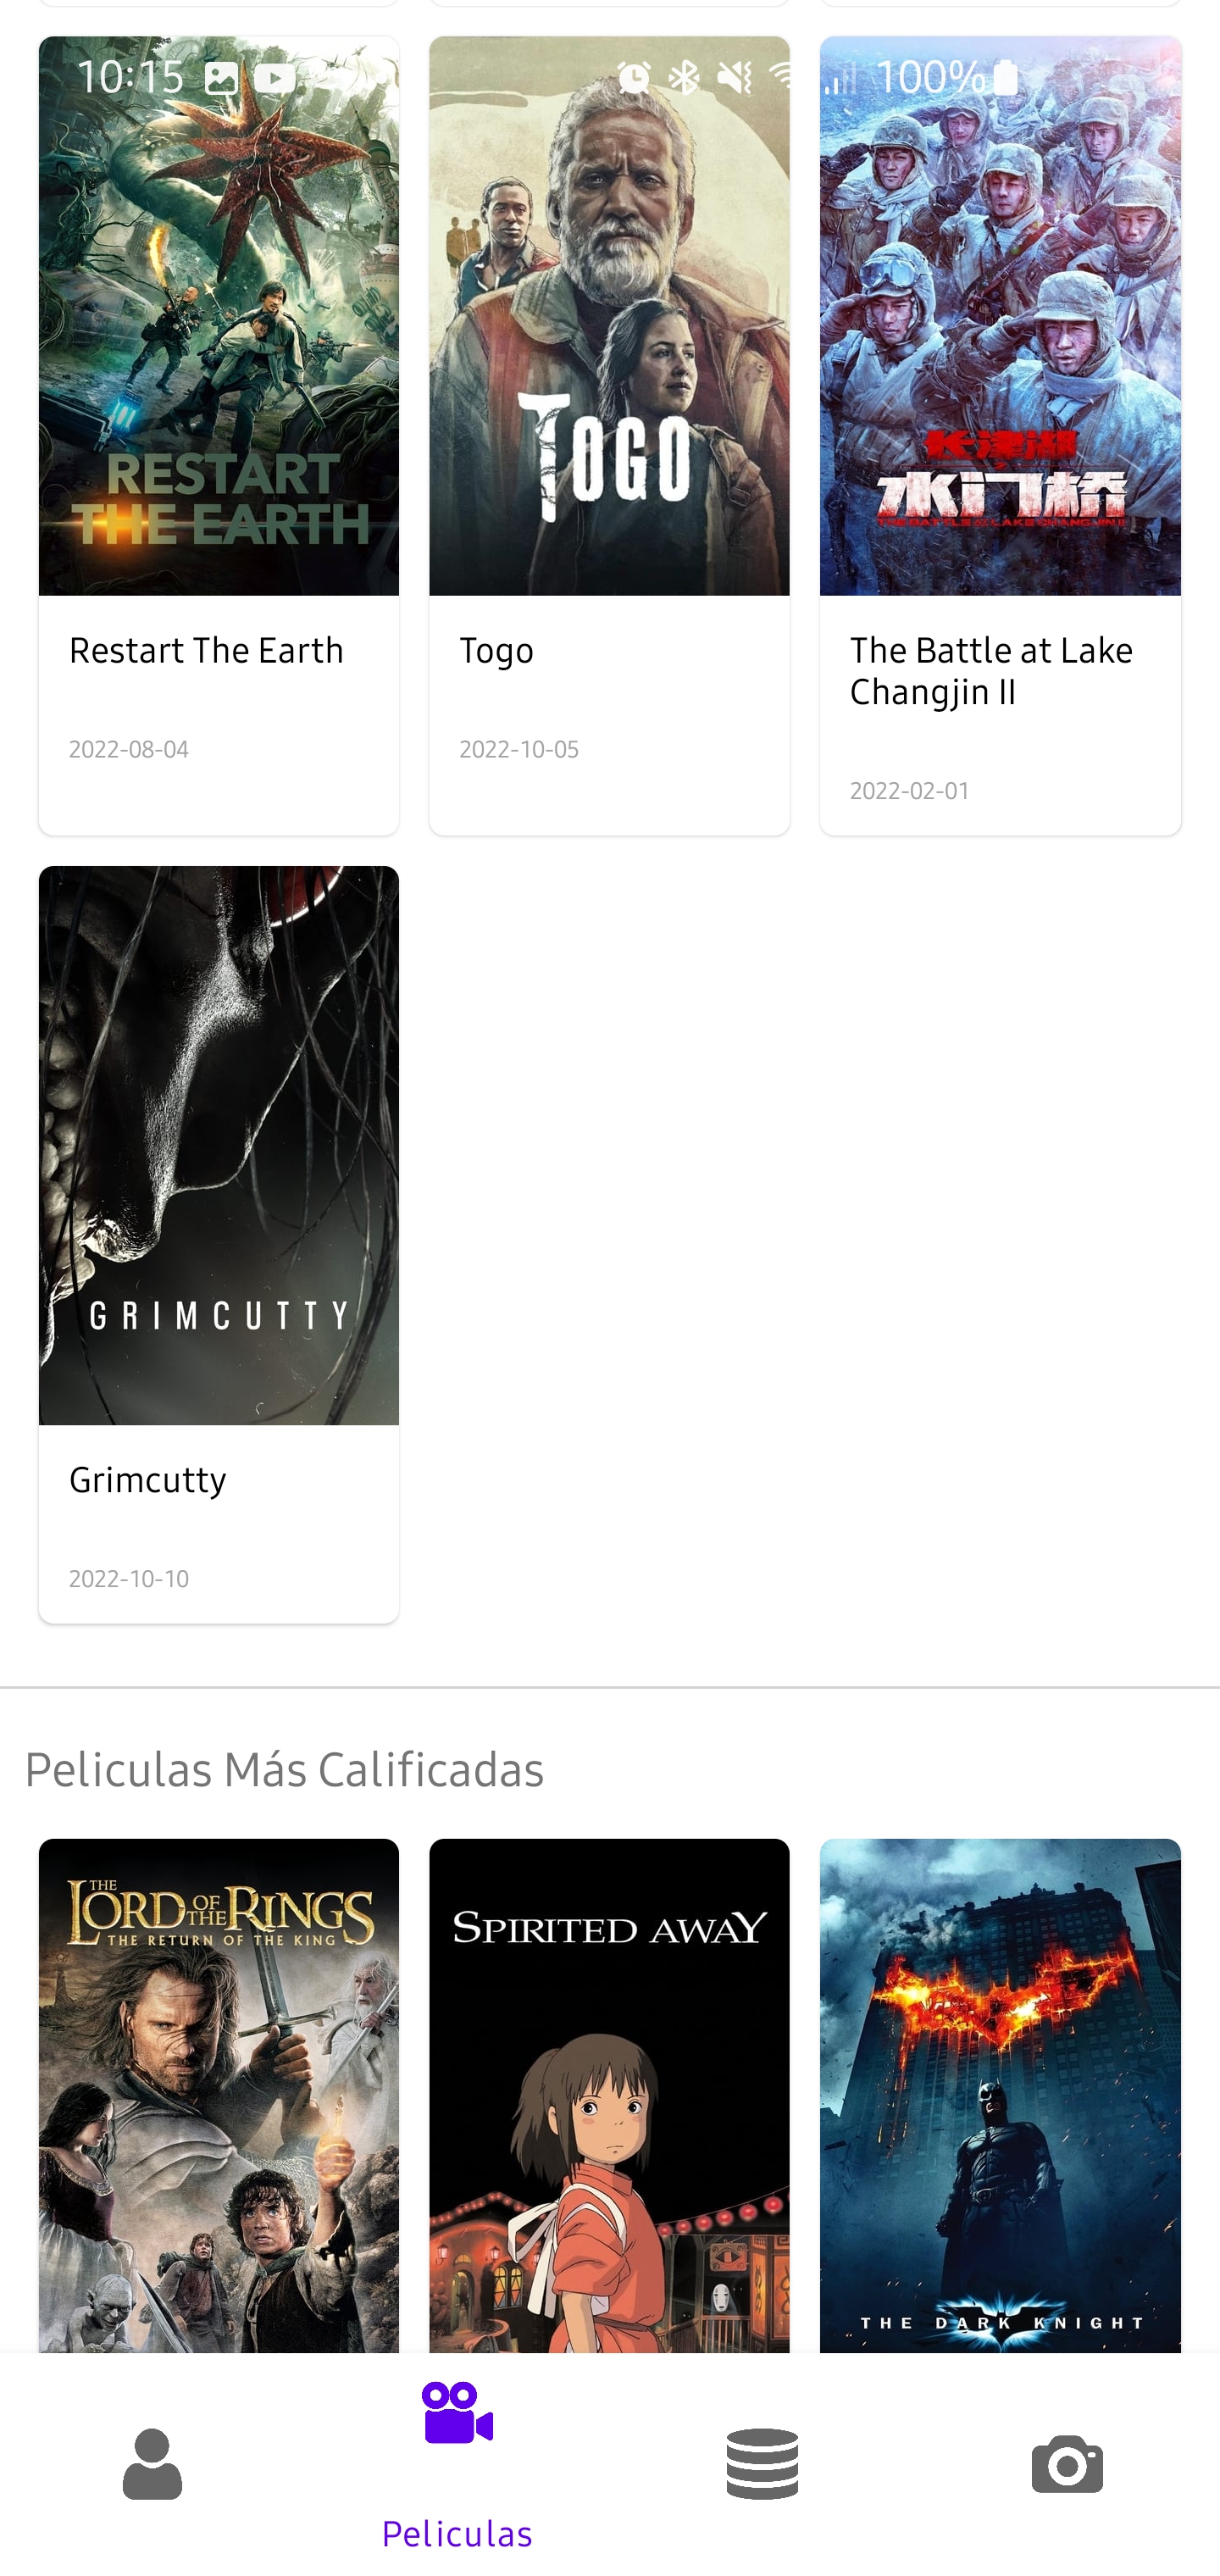 10:15
100%
RESTART
THE EARTH
TOGO
长津湖
水门桥
THE BATTLE AT LAKE CHANGJIN II
Restart The Earth
Togo
The Battle at Lake
Changjin II
2022-08-04
2022-10-05
2022-02-01
GRIMCUTTY
Grimcutty
2022-10-10
Peliculas Más Calificadas
THE
LORD OF THE RINGS
THE RETURN OF THE KING
SPIRITED AWAY
THE DARK KNIGHT
Peliculas